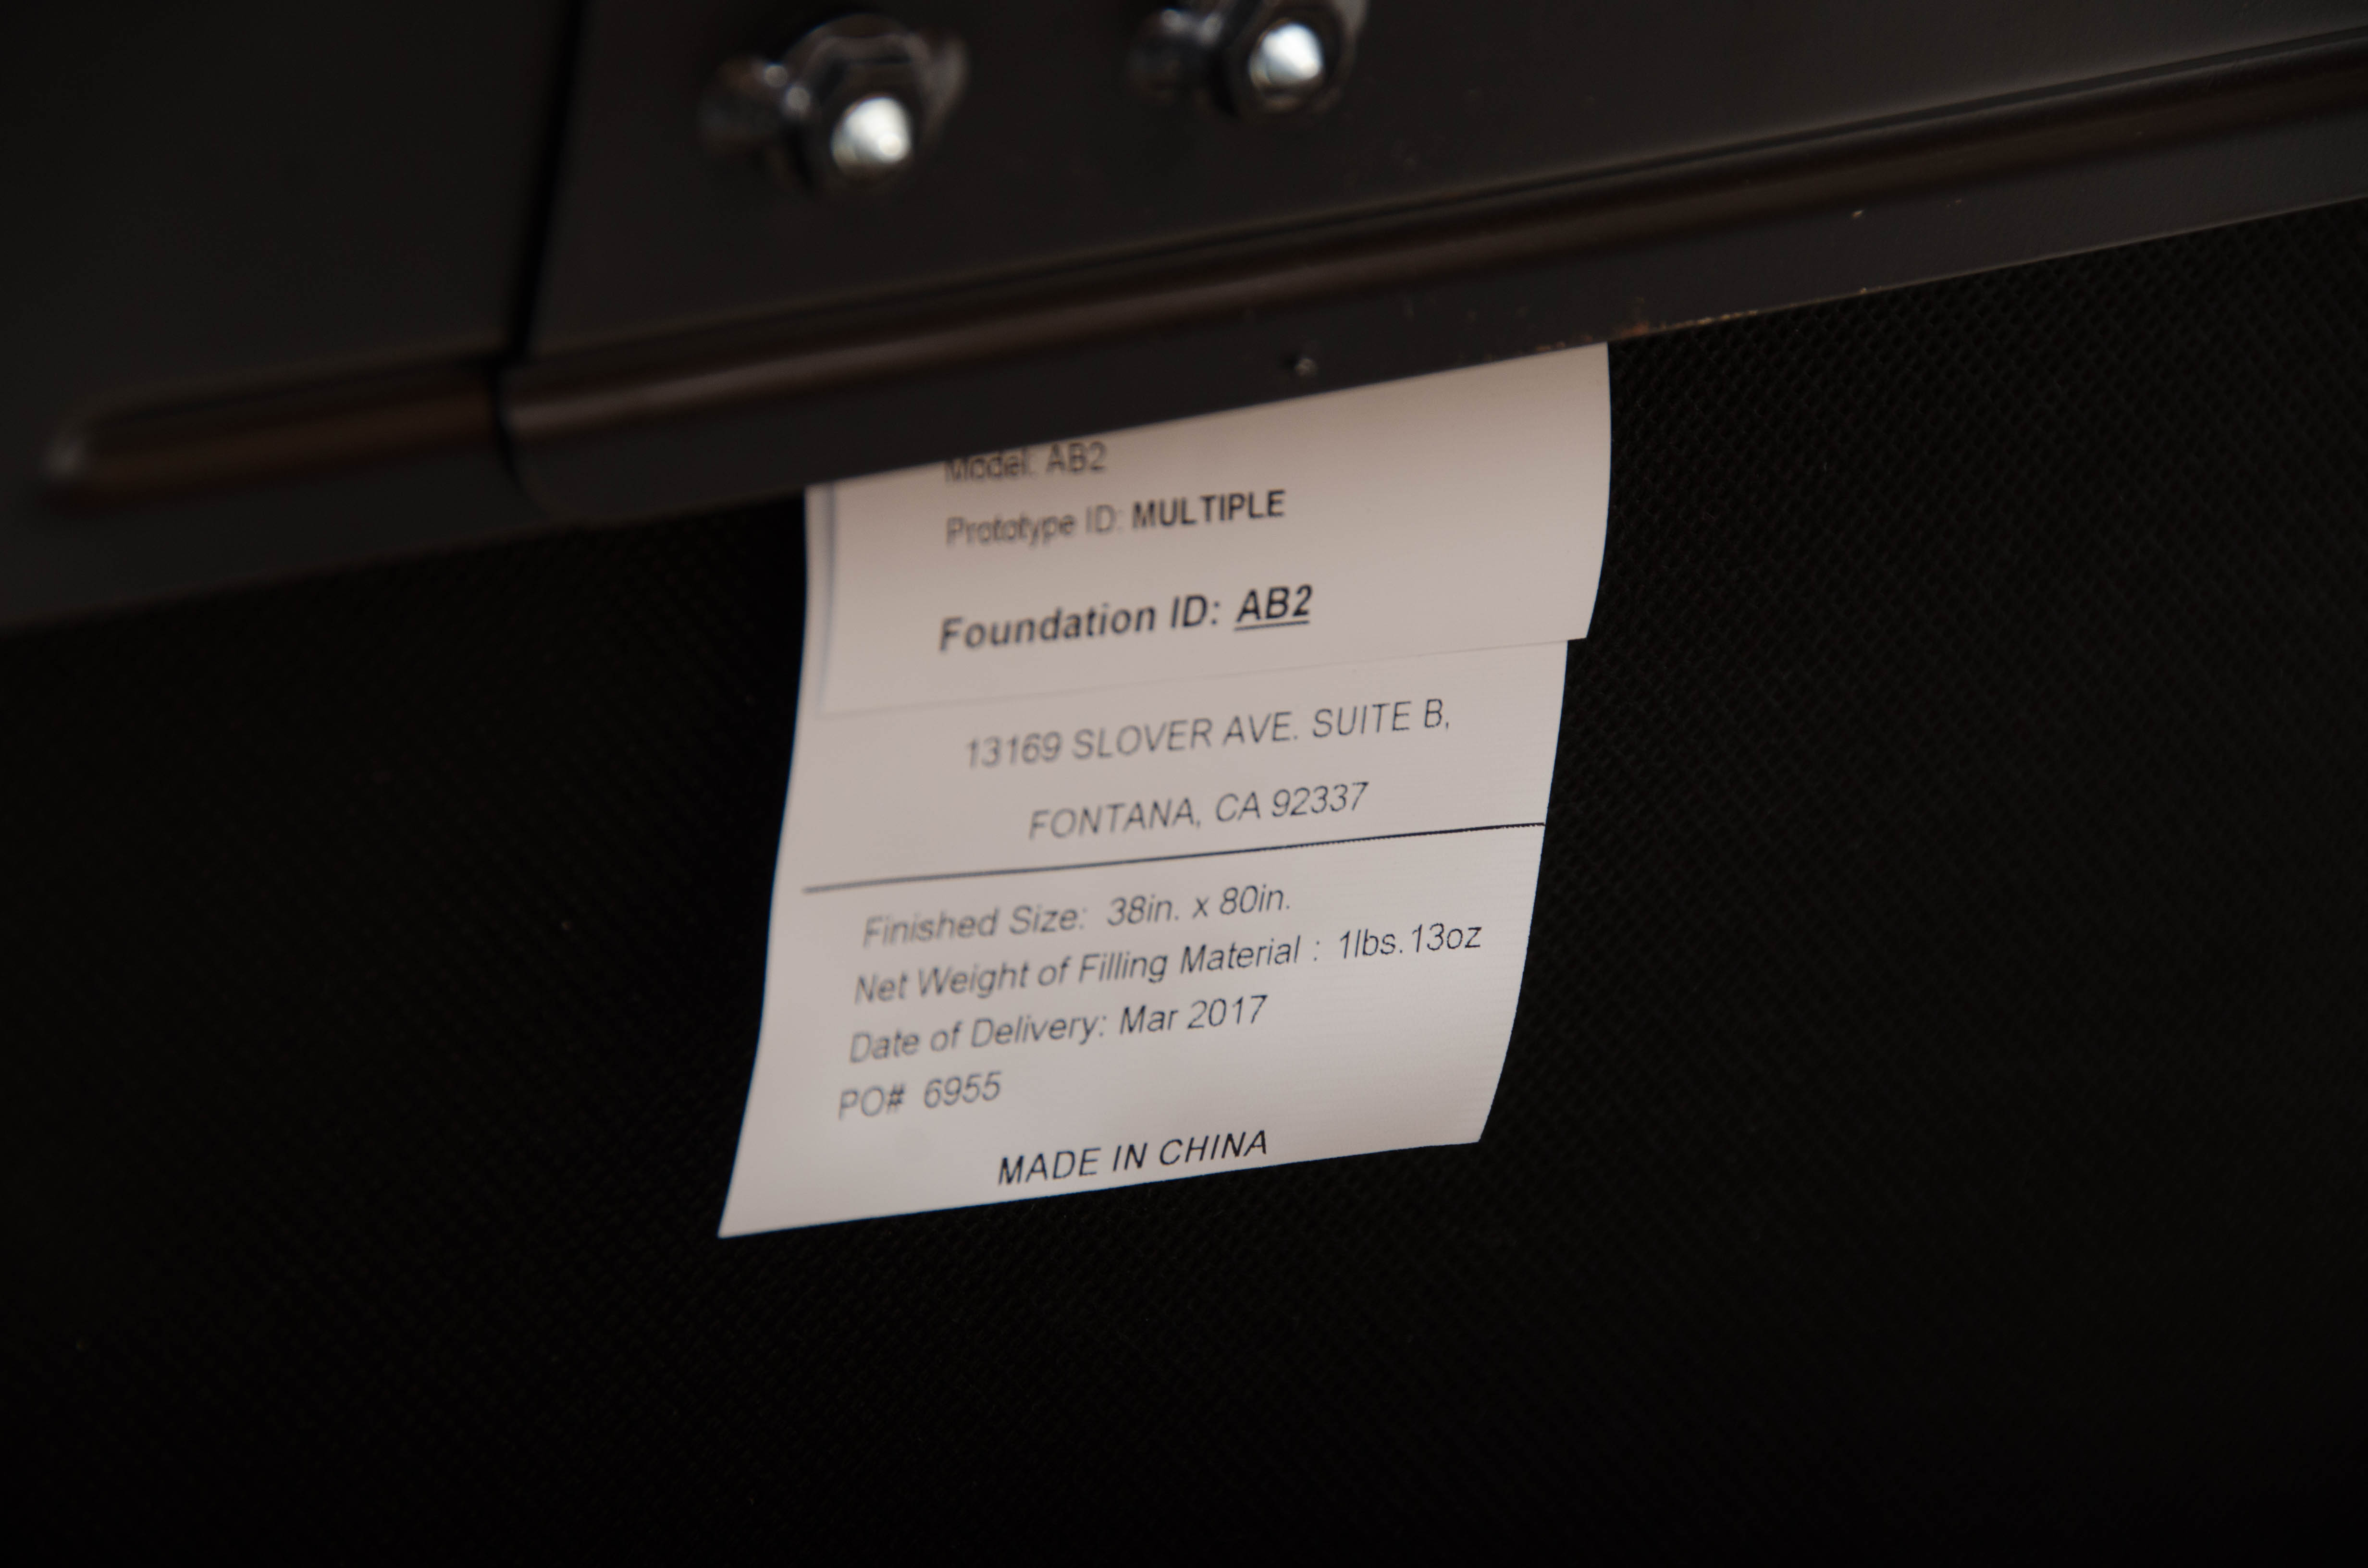 Model: AB2
Prototype ID: MULTIPLE
Foundation ID: AB2
13169 SLOVER AVE. SUITE B,
FONTANA, CA 92337
Finished Size: 38in. x 80in.
Net Weight of Filling Material : 1lbs.13oz
Date of Delivery: Mar 2017
PO# 6955
MADE IN CHINA